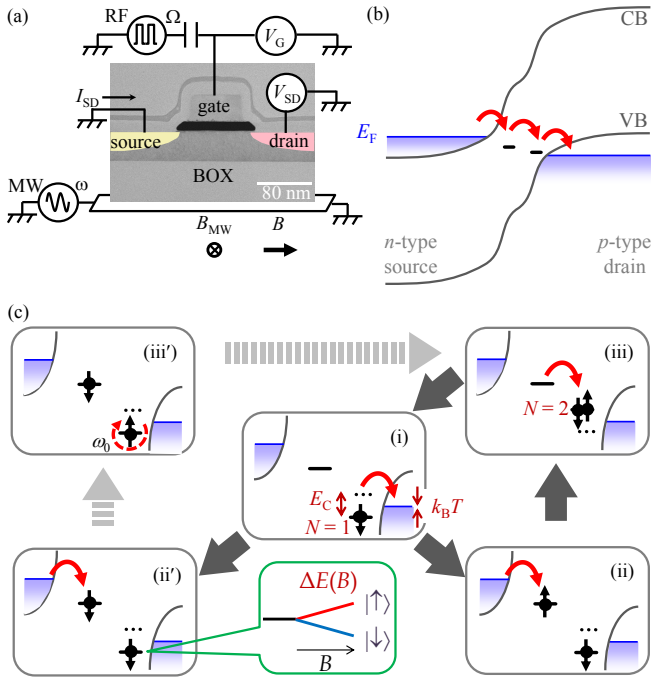 (a)
RF
Ω
V_G
I_SD
V_SD
gate
source
drain
BOX
80 nm
MW
ω
B_MW
B
(b)
CB
VB
E_F
n-type
source
p-type
drain
(c)
(iii′)
...
ω_0
(iii)
N = 2
...
(i)
E_C
...
N = 1
k_BT
(ii′)
...
ΔE(B)
|↑⟩
|↓⟩
B
(ii)
...